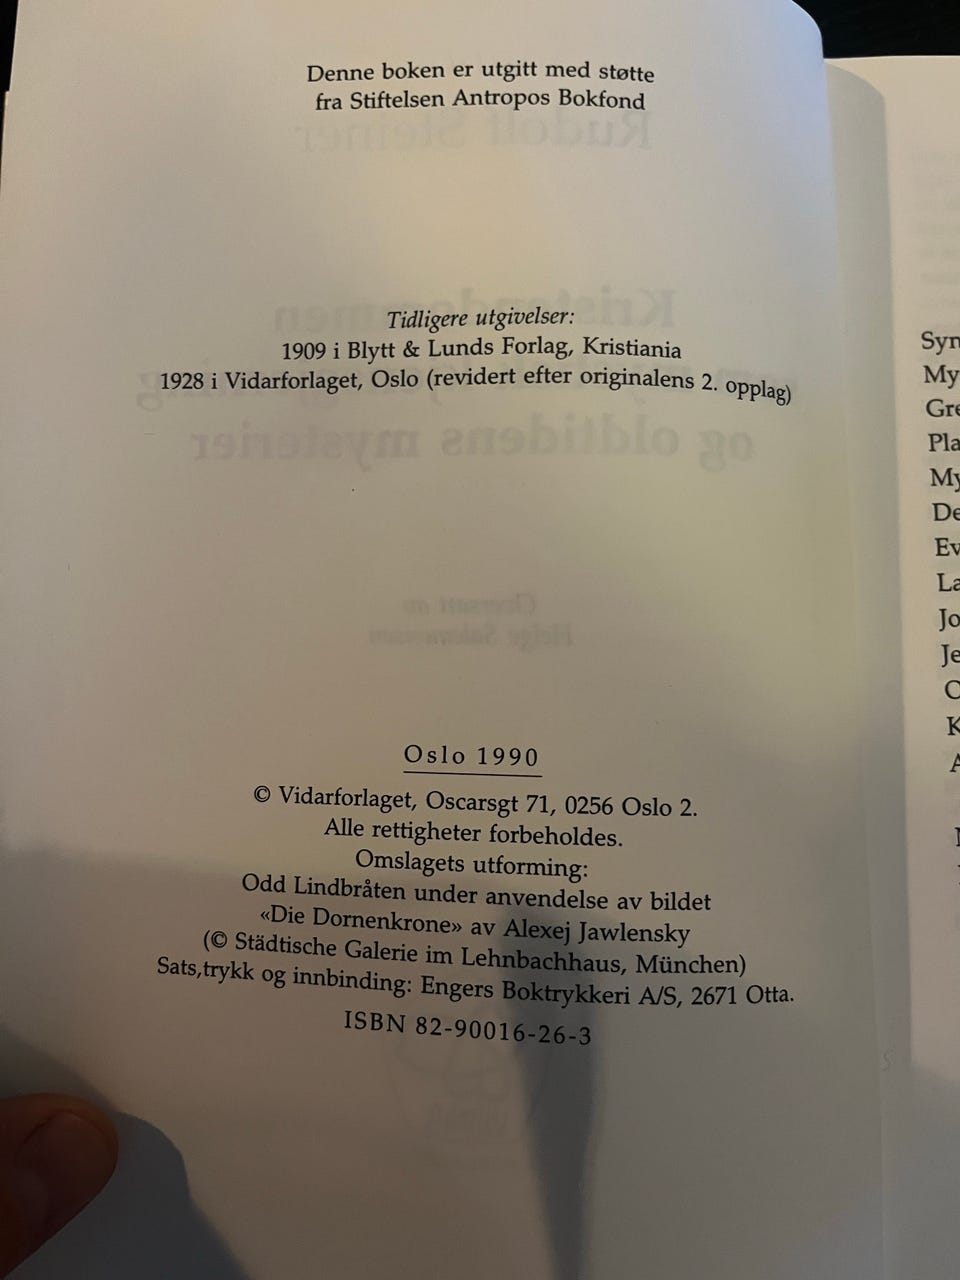 Denne boken er utgitt med støtte
fra Stiftelsen Antropos Bokfond
Tidligere utgivelser:
1909 i Blytt & Lunds Forlag, Kristiania
1928 i Vidarforlaget, Oslo (revidert efter originalens 2. opplag)
Oslo 1990
© Vidarforlaget, Oscarsgt 71, 0256 Oslo 2.
Alle rettigheter forbeholdes.
Omslagets utforming:
Odd Lindbråten under anvendelse av bildet
«Die Dornenkrone» av Alexej Jawlensky
(© Städtische Galerie im Lehnbachhaus, München)
Sats,trykk og innbinding: Engers Boktrykkeri A/S, 2671 Otta.
ISBN 82-90016-26-3